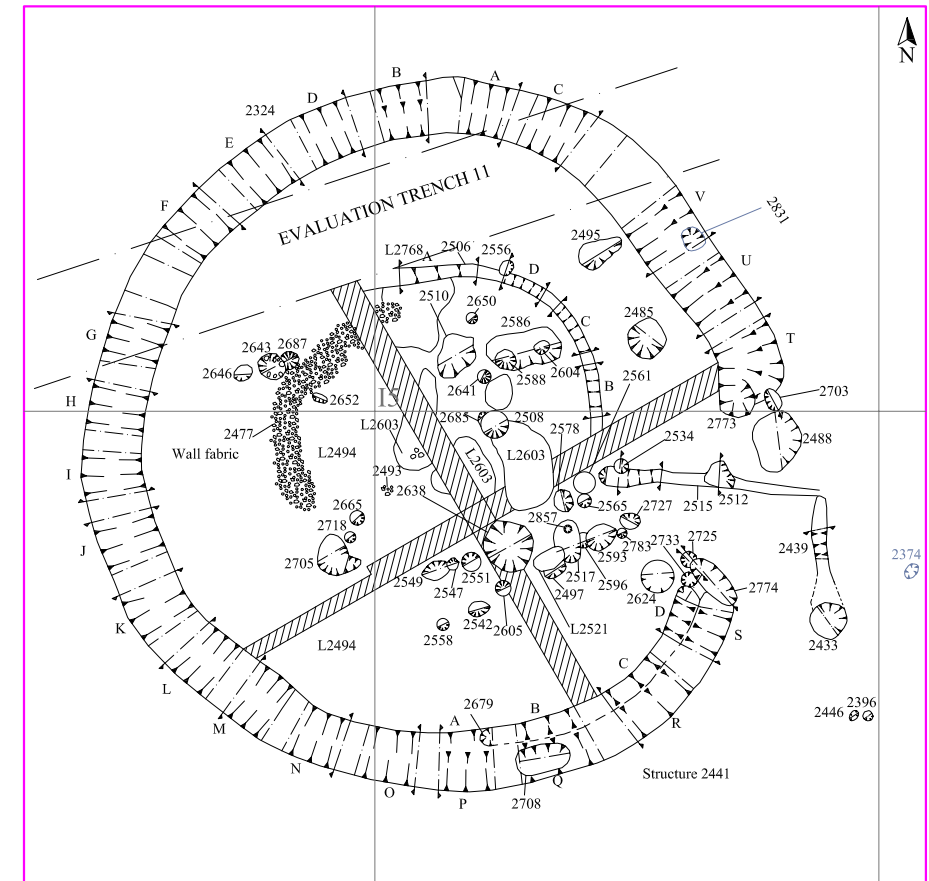 N
B
A
C
D
2324
E
V
F
2831
EVALUATION TRENCH 11
2495
U
L2768
A
2506
2556
D
2510
2650
C
2586
2485
T
G
2643
2687
2646
2588
2604
2561
2641
B
2703
2652
I5
H
2685
2508
2578
2773
2477
L2603
2534
2488
Wall fabric
L2494
L2603
L2603
I
2493
2638
2512
2515
2565
2665
2727
2718
2857
2725
2439
J
2733
2783
2705
2593
2374
2549
2551
2517
2596
2774
2547
2497
2624
D
K
2542
2605
L2521
S
2558
L2494
2433
C
L
2679
2446
2396
M
A
B
R
N
Structure 2441
O
P
Q
2708